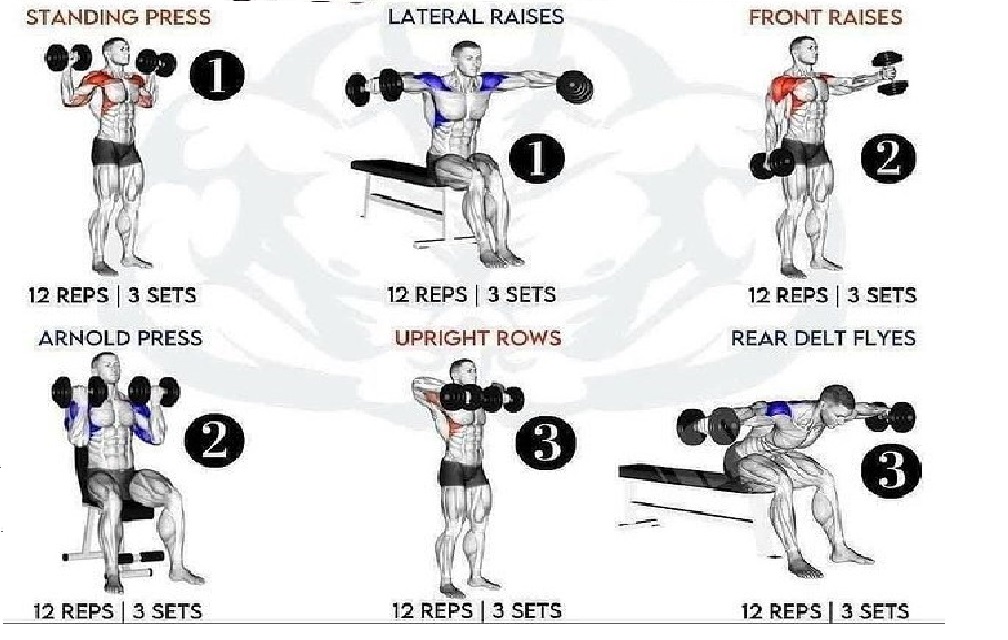 STANDING PRESS
LATERAL RAISES
FRONT RAISES
1
1
2
12 REPS | 3 SETS
12 REPS | 3 SETS
12 REPS | 3 SETS
ARNOLD PRESS
UPRIGHT ROWS
REAR DELT FLYES
2
3
3
12 REPS | 3 SETS
12 REPS | 3 SETS
12 REPS | 3 SETS